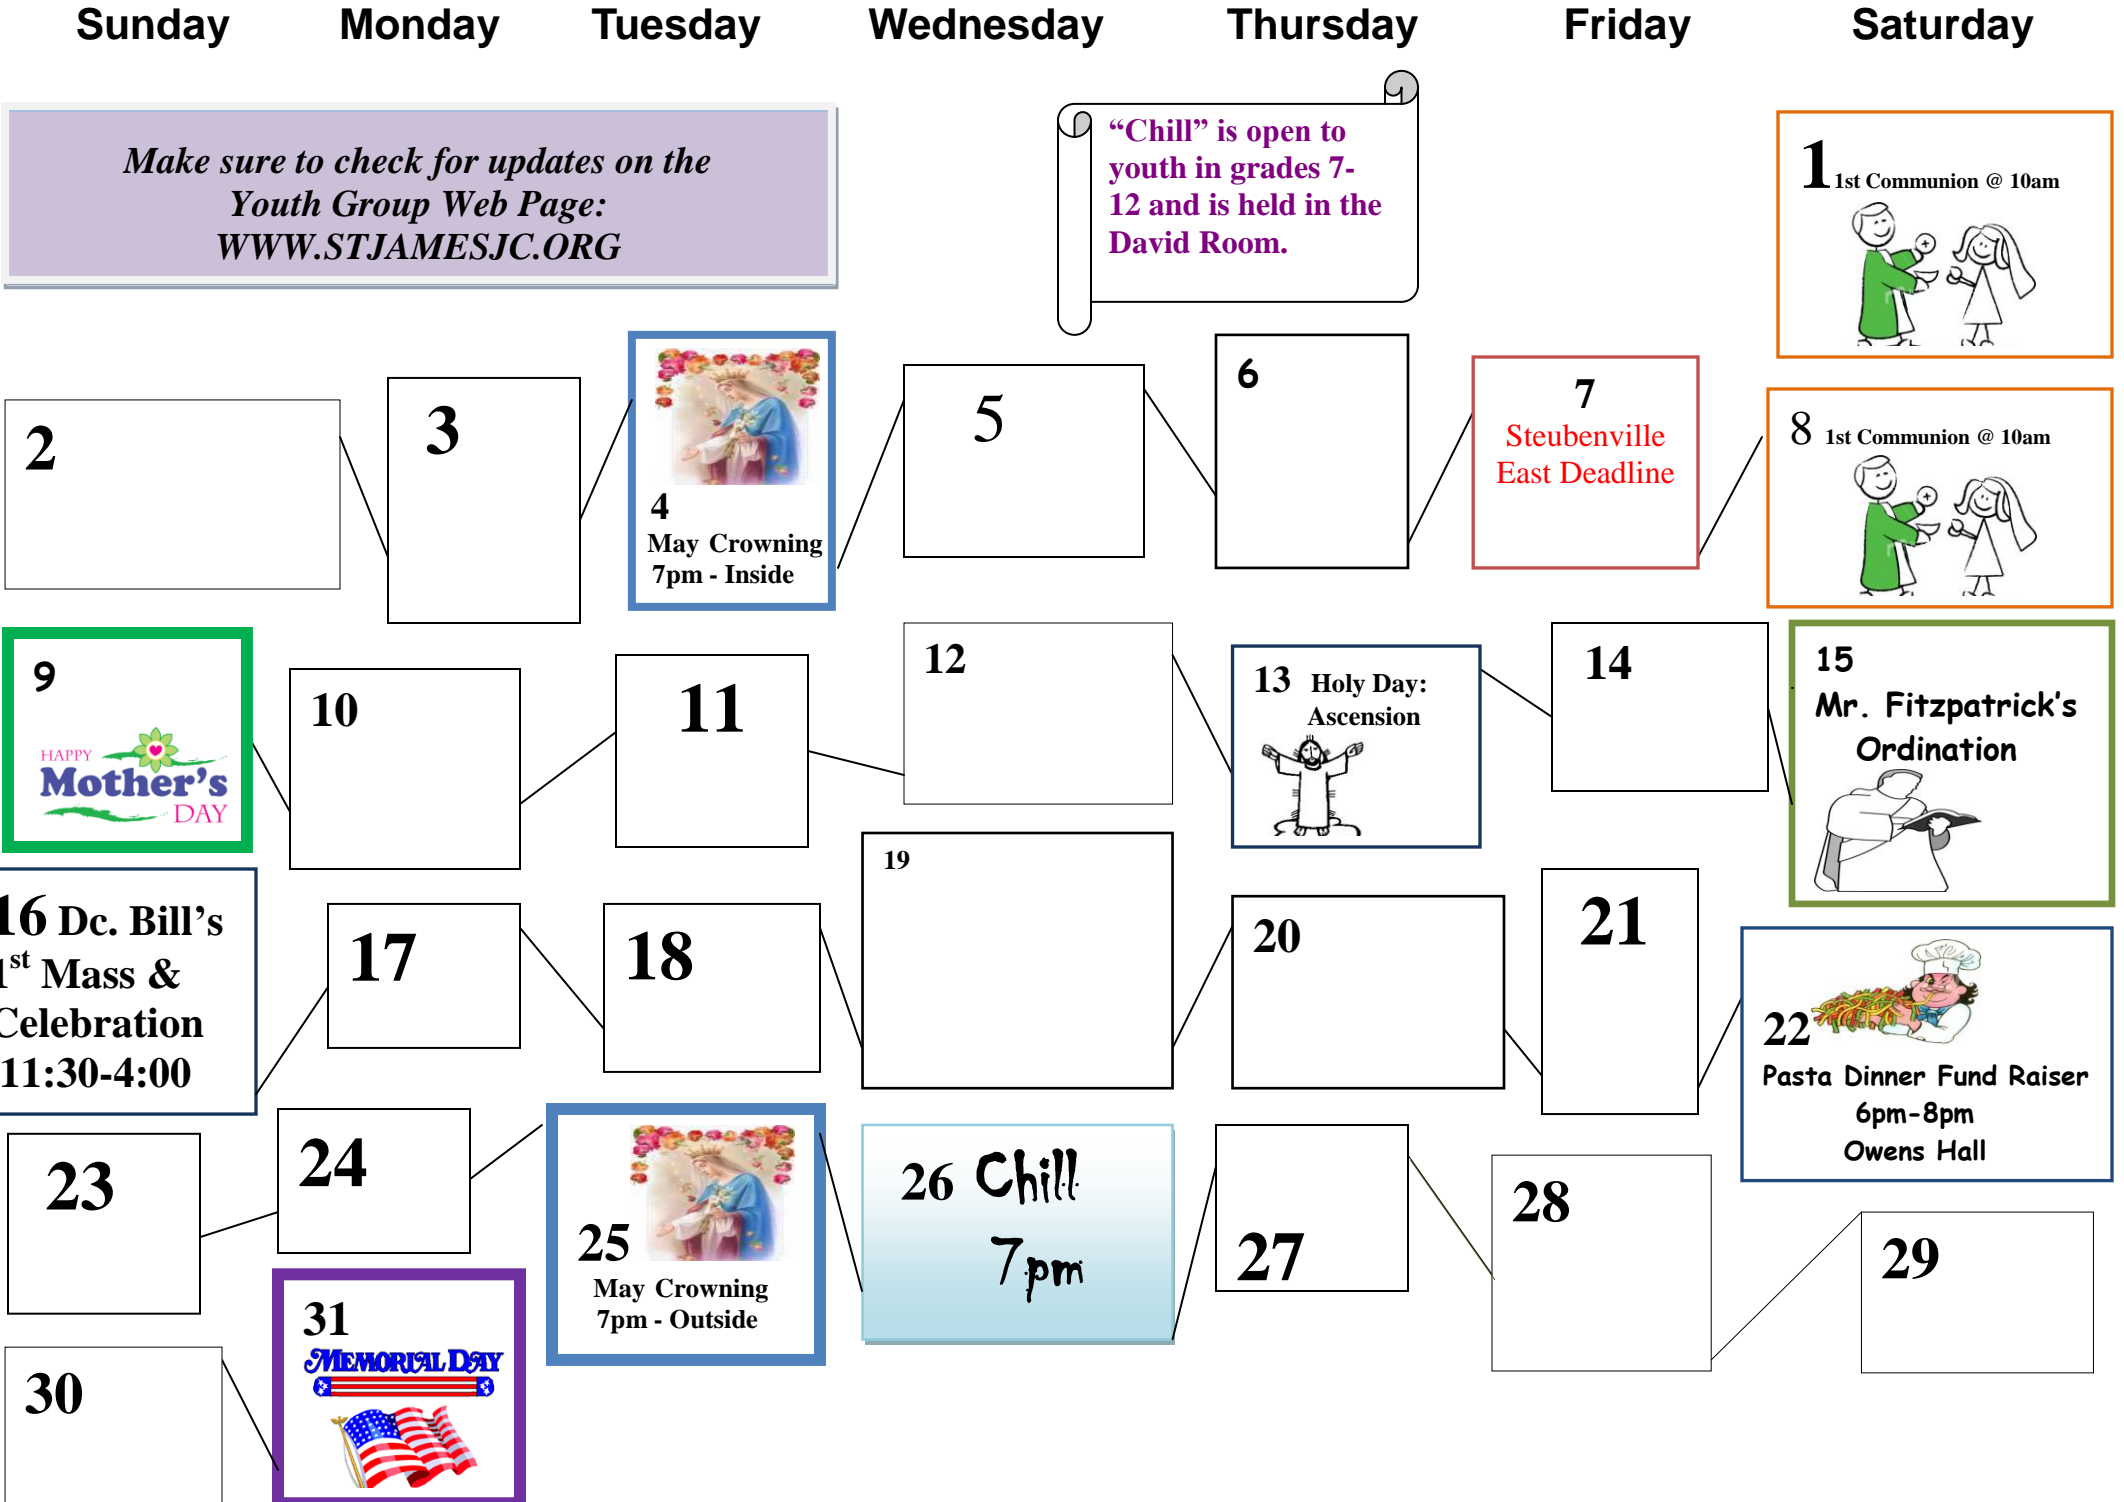 Sunday Monday Tuesday Wednesday Thursday Friday Saturday
Make sure to check for updates on the
Youth Group Web Page:
WWW.STJAMESJC.ORG
“Chill” is open to
youth in grades 7-
12 and is held in the
David Room.
1 1st Communion @ 10am
2
3
4
May Crowning
7pm - Inside
5
6
7
Steubenville
East Deadline
8 1st Communion @ 10am
9
HAPPY
Mother's
DAY
10
11
12
13 Holy Day:
Ascension
14
15
Mr. Fitzpatrick’s
Ordination
16 Dc. Bill’s
1st Mass &
Celebration
11:30-4:00
17
18
19
20
21
22
Pasta Dinner Fund Raiser
6pm-8pm
Owens Hall
23
24
25
May Crowning
7pm - Outside
26 Chill
7pm
27
28
29
30
31
MEMORIAL DAY